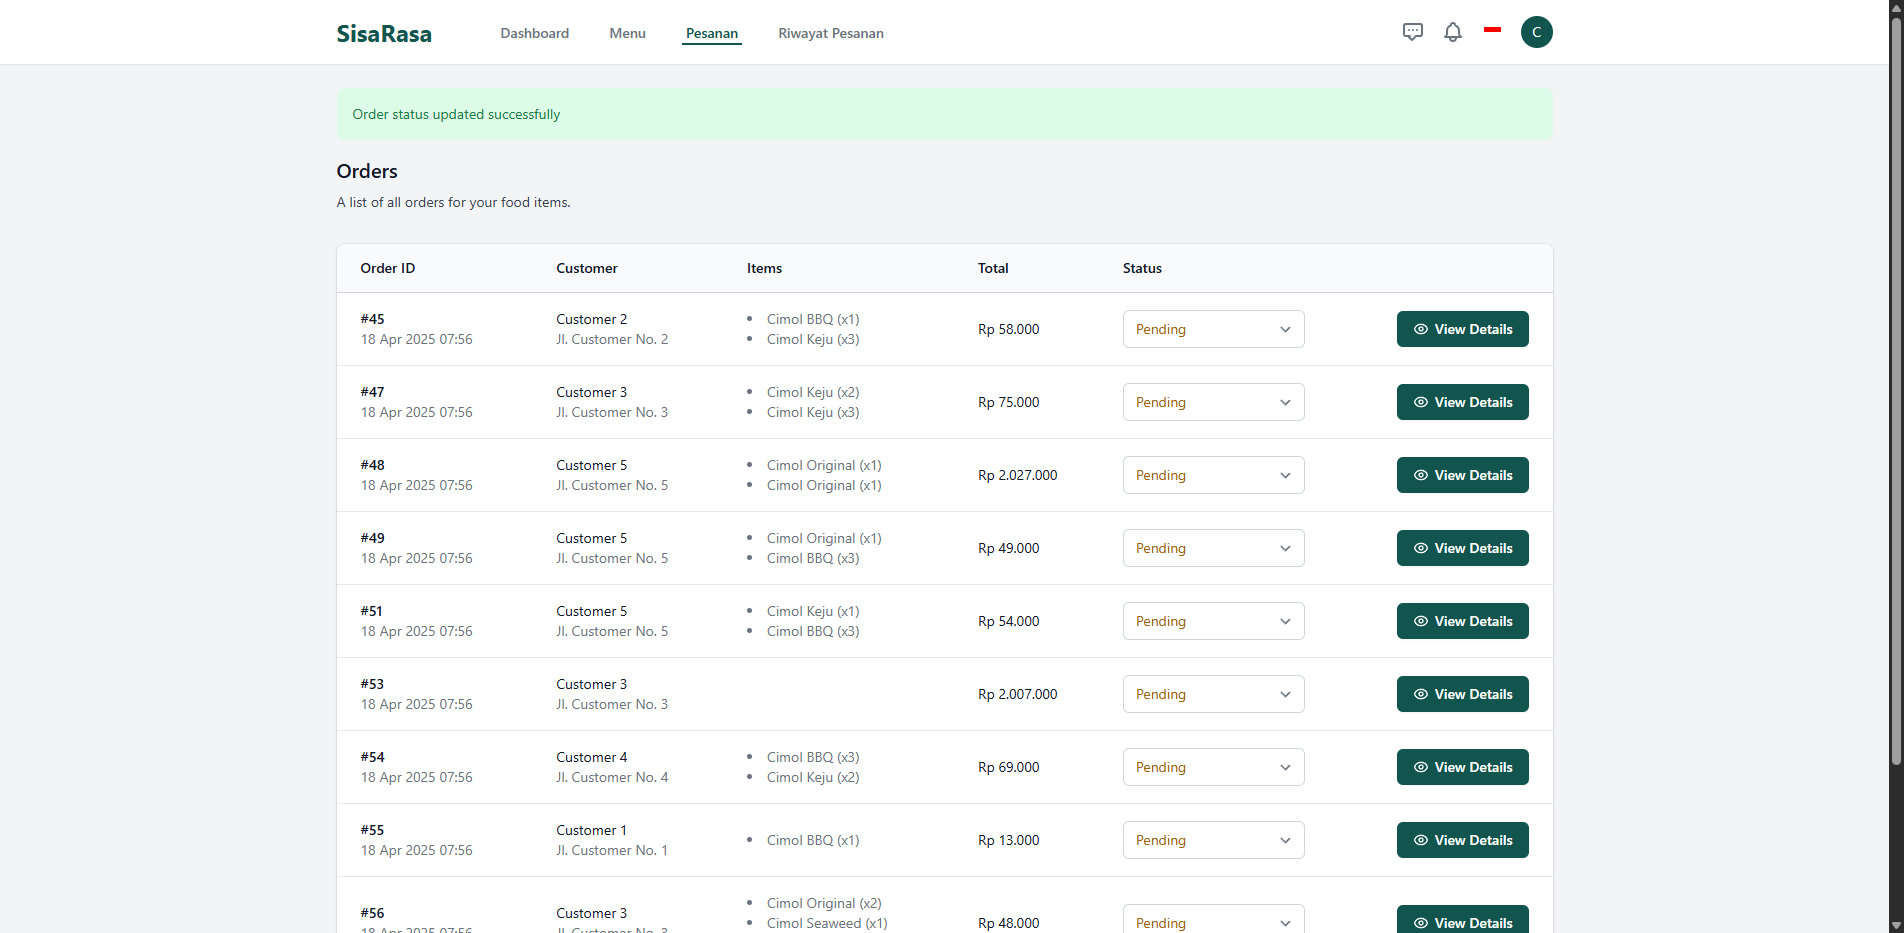 SisaRasa
Dashboard
Menu
Pesanan
Riwayat Pesanan
C
Order status updated successfully
Orders
A list of all orders for your food items.
Order ID
Customer
Items
Total
Status
#45
18 Apr 2025 07:56
Customer 2
Jl. Customer No. 2
Cimol BBQ (x1)
Cimol Keju (x3)
Rp 58.000
Pending
View Details
#47
18 Apr 2025 07:56
Customer 3
Jl. Customer No. 3
Cimol Keju (x2)
Cimol Keju (x3)
Rp 75.000
Pending
View Details
#48
18 Apr 2025 07:56
Customer 5
Jl. Customer No. 5
Cimol Original (x1)
Cimol Original (x1)
Rp 2.027.000
Pending
View Details
#49
18 Apr 2025 07:56
Customer 5
Jl. Customer No. 5
Cimol Original (x1)
Cimol BBQ (x3)
Rp 49.000
Pending
View Details
#51
18 Apr 2025 07:56
Customer 5
Jl. Customer No. 5
Cimol Keju (x1)
Cimol BBQ (x3)
Rp 54.000
Pending
View Details
#53
18 Apr 2025 07:56
Customer 3
Jl. Customer No. 3
Rp 2.007.000
Pending
View Details
#54
18 Apr 2025 07:56
Customer 4
Jl. Customer No. 4
Cimol BBQ (x3)
Cimol Keju (x2)
Rp 69.000
Pending
View Details
#55
18 Apr 2025 07:56
Customer 1
Jl. Customer No. 1
Cimol BBQ (x1)
Rp 13.000
Pending
View Details
#56
18 Apr 2025 07:56
Customer 3
Jl. Customer No. 3
Cimol Original (x2)
Cimol Seaweed (x1)
Rp 48.000
Pending
View Details